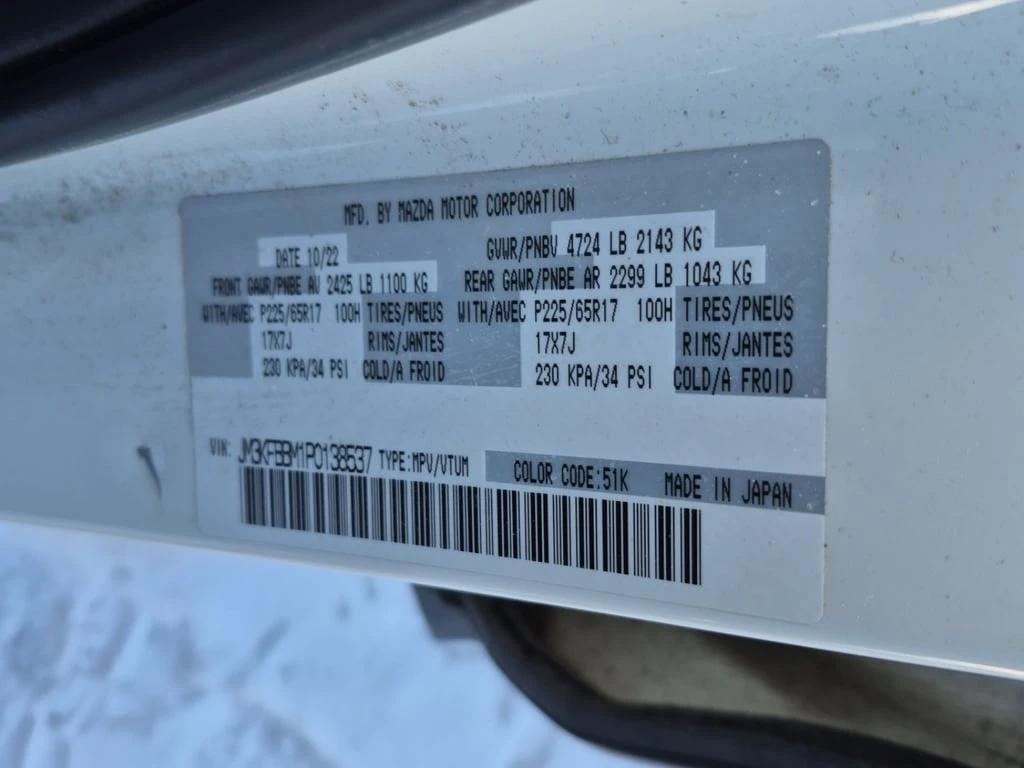 MFD. BY MAZDA MOTOR CORPORATION
DATE 10/22 GVWR/PNBV 4724 LB 2143 KG
FRONT GAWR/PNBE AV 2425 LB 1100 KG REAR GAWR/PNBE AR 2299 LB 1043 KG
WITH/AVEC P225/65R17 100H TIRES/PNEUS WITH/AVEC P225/65R17 100H TIRES/PNEUS
17X7J RIMS/JANTES 17X7J RIMS/JANTES
230 KPA/34 PSI COLD/A FROID 230 KPA/34 PSI COLD/A FROID
VIN: JM3KFBBM1P0138537 TYPE:MPV/VTUM COLOR CODE:51K MADE IN JAPAN